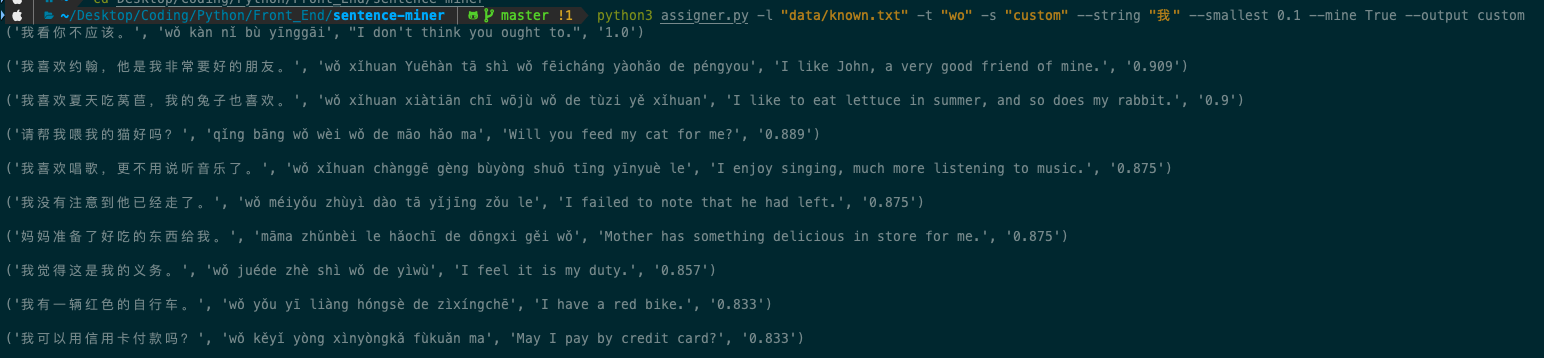 cd Desktop/Coding/Python/Front_End/sentence-miner
~/Desktop/Coding/Python/Front_End/sentence-miner master !1 python3 assigner.py -l "data/known.txt" -t "wo" -s "custom" --string "我" --smallest 0.1 --mine True --output custom
('我看你不应该。', 'wǒ kàn nǐ bù yīnggāi', "I don't think you ought to.", '1.0')
('我喜欢约翰，他是我非常要好的朋友。', 'wǒ xǐhuan Yuēhàn tā shì wǒ fēicháng yàohǎo de péngyou', 'I like John, a very good friend of mine.', '0.909')
('我喜欢夏天吃莴苣，我的兔子也喜欢。', 'wǒ xǐhuan xiàtiān chī wōjù wǒ de tùzi yě xǐhuan', 'I like to eat lettuce in summer, and so does my rabbit.', '0.9')
('请帮我喂我的猫好吗？', 'qǐng bāng wǒ wèi wǒ de māo hǎo ma', 'Will you feed my cat for me?', '0.889')
('我喜欢唱歌，更不用说听音乐了。', 'wǒ xǐhuan chànggē gèng bùyòng shuō tīng yīnyuè le', 'I enjoy singing, much more listening to music.', '0.875')
('我没有注意到他已经走了。', 'wǒ méiyǒu zhùyì dào tā yǐjīng zǒu le', 'I failed to note that he had left.', '0.875')
('妈妈准备了好吃的东西给我。', 'māma zhǔnbèi le hǎochī de dōngxi gěi wǒ', 'Mother has something delicious in store for me.', '0.875')
('我觉得这是我的义务。', 'wǒ juéde zhè shì wǒ de yìwù', 'I feel it is my duty.', '0.857')
('我有一辆红色的自行车。', 'wǒ yǒu yī liàng hóngsè de zìxíngchē', 'I have a red bike.', '0.833')
('我可以用信用卡付款吗？', 'wǒ kěyǐ yòng xìnyòngkǎ fùkuǎn ma', 'May I pay by credit card?', '0.833')